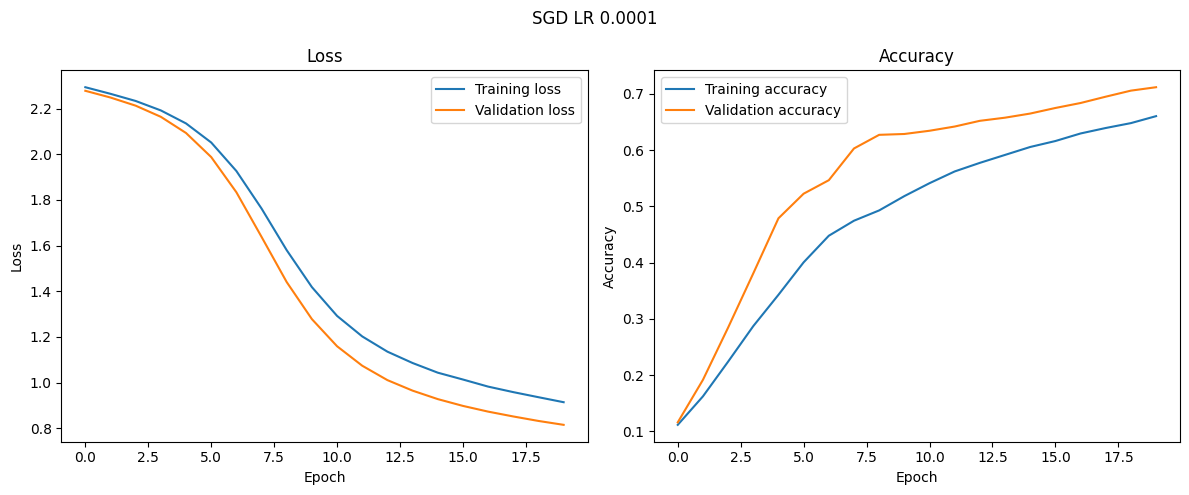 SGD LR 0.0001
Loss
Training loss
Validation loss
2.2
2.0
1.8
1.6
1.4
1.2
1.0
0.8
Loss
0.0 2.5 5.0 7.5 10.0 12.5 15.0 17.5
Epoch
Accuracy
Training accuracy
Validation accuracy
0.7
0.6
0.5
0.4
0.3
0.2
0.1
Accuracy
0.0 2.5 5.0 7.5 10.0 12.5 15.0 17.5
Epoch